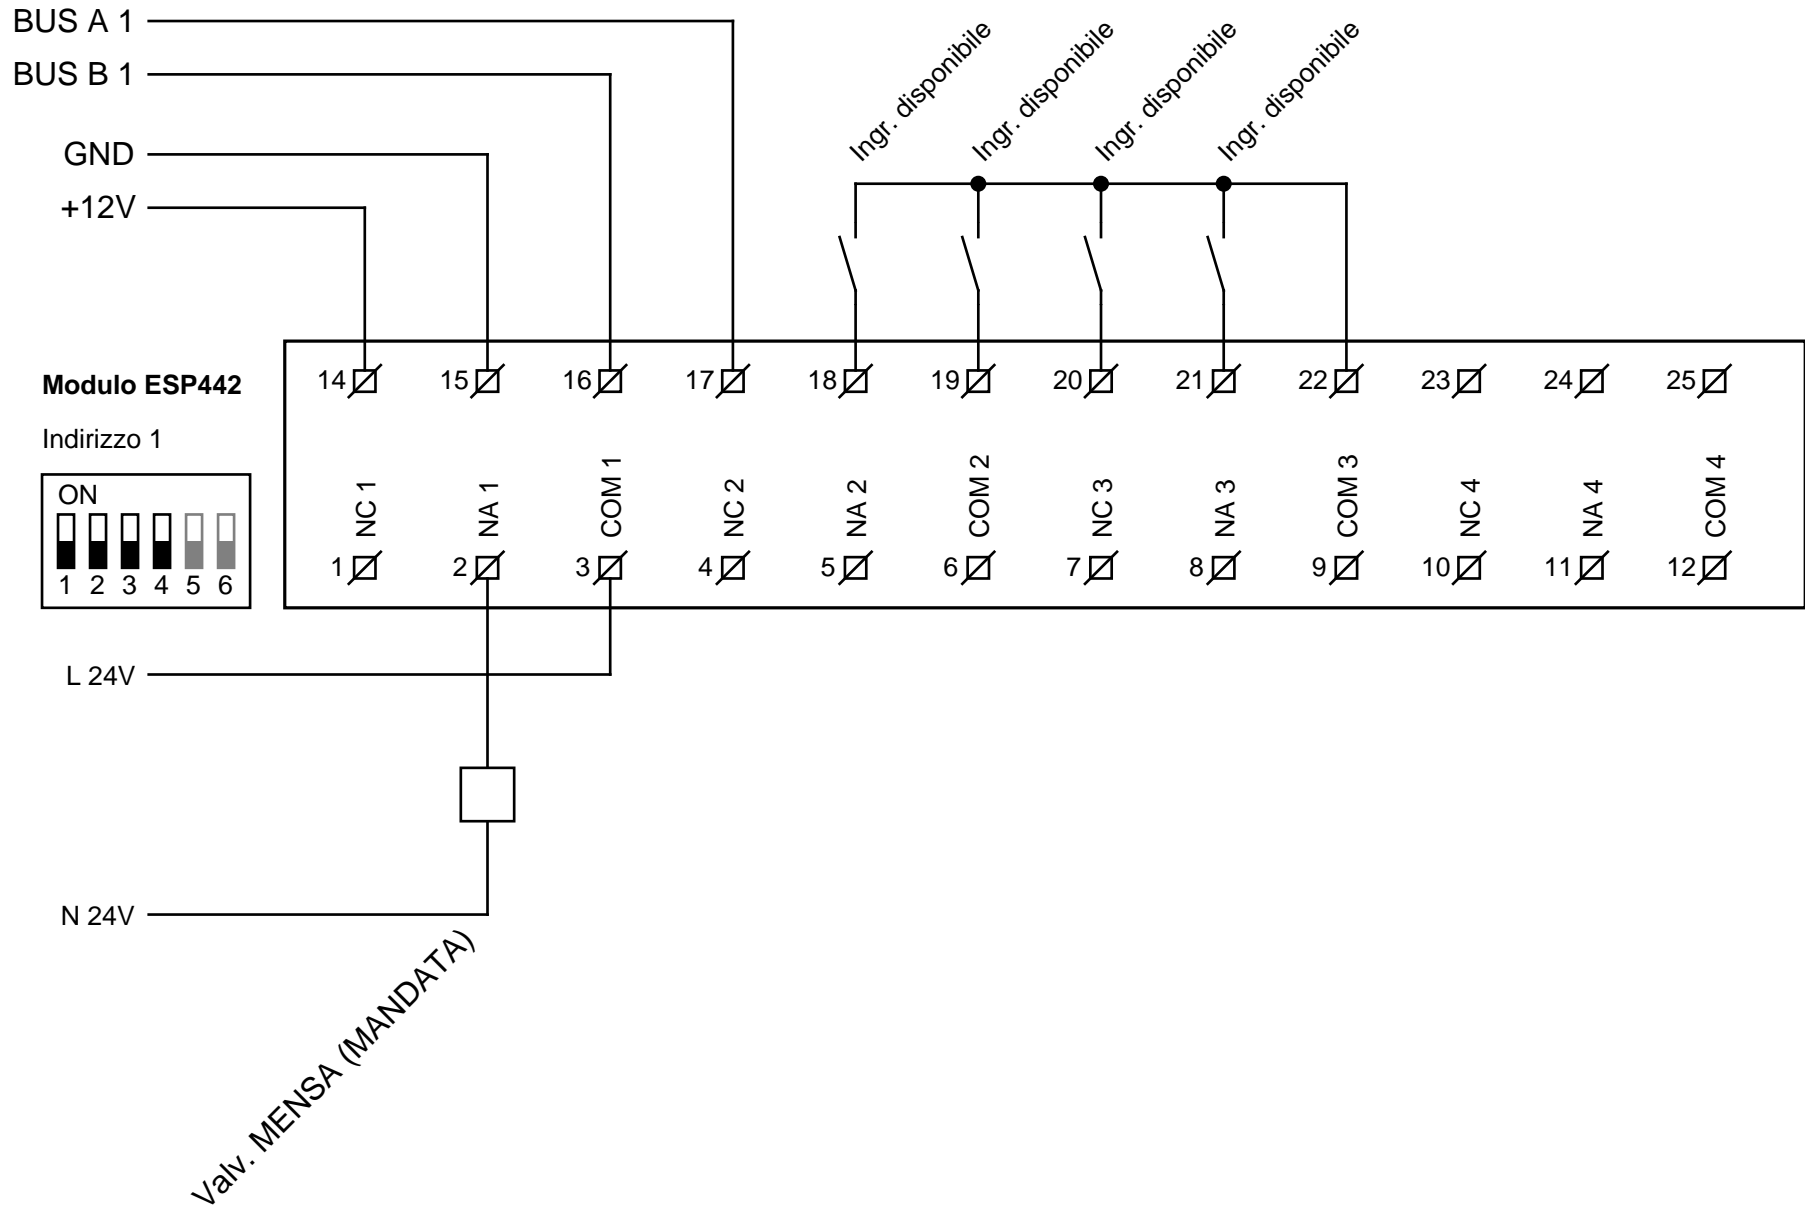 BUS A 1
BUS B 1
GND
+12V
Ingr. disponibile
Ingr. disponibile
Ingr. disponibile
Ingr. disponibile
Modulo ESP442
Indirizzo 1
ON
1 2 3 4 5 6
14 15 16 17 18 19 20 21 22 23 24 25
NC 1 NA 1 COM 1 NC 2 NA 2 COM 2 NC 3 NA 3 COM 3 NC 4 NA 4 COM 4
1 2 3 4 5 6 7 8 9 10 11 12
L 24V
N 24V
Valv. MENSA (MANDATA)